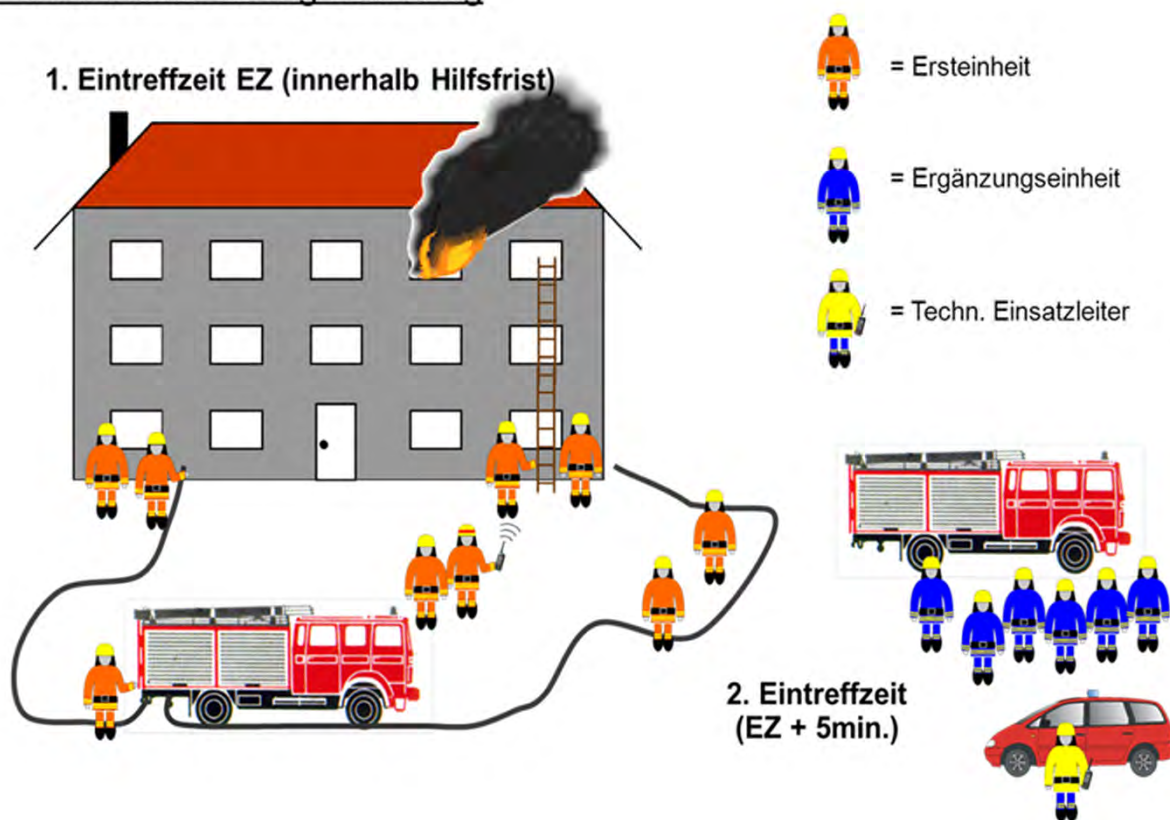 1. Eintreffzeit EZ (innerhalb Hilfsfrist)
= Ersteinheit
= Ergänzungseinheit
= Techn. Einsatzleiter
2. Eintreffzeit
(EZ + 5min.)